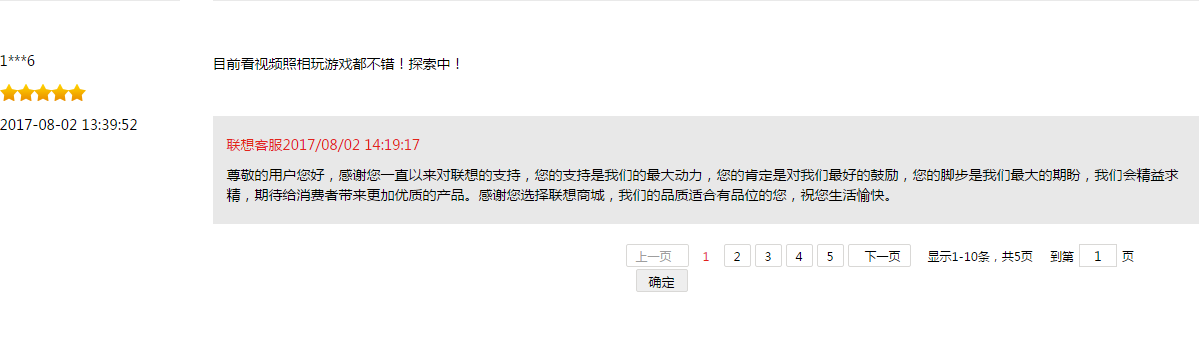 1***6
目前看视频照相玩游戏都不错！探索中！
2017-08-02 13:39:52
联想客服2017/08/02 14:19:17
尊敬的用户您好，感谢您一直以来对联想的支持，您的支持是我们的最大动力，您的肯定是对我们最好的鼓励，您的脚步是我们最大的期盼，我们会精益求
精，期待给消费者带来更加优质的产品。感谢您选择联想商城，我们的品质适合有品位的您，祝您生活愉快。
上一页 1 2 3 4 5 下一页 显示1-10条，共5页 到第 1 页
确定